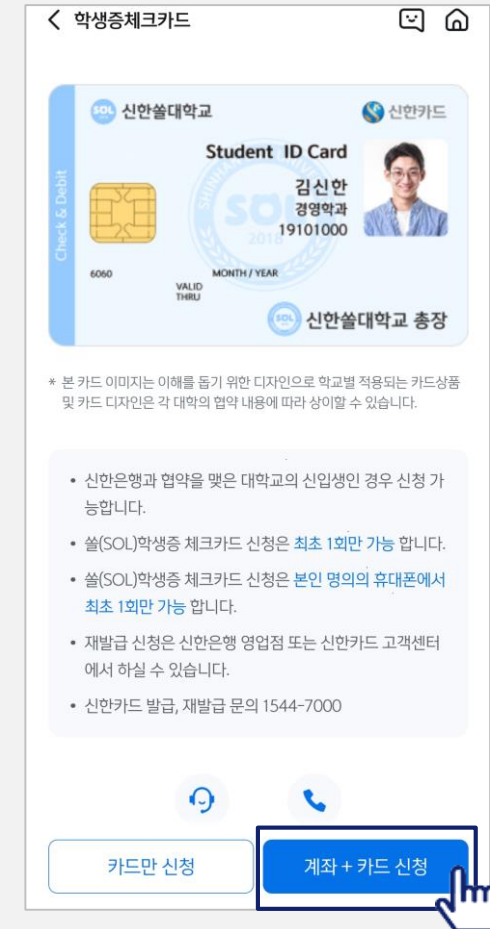 학생증체크카드
SOL 신한쏠대학교
신한카드
Check & Debit
Student ID Card
김신한
경영학과
19101000
SOL
2018
6060
MONTH / YEAR
VALID
THRU
SOL 신한쏠대학교 총장
* 본 카드 이미지는 이해를 돕기 위한 디자인으로 학교별 적용되는 카드상품
및 카드 디자인은 각 대학의 협약 내용에 따라 상이할 수 있습니다.
• 신한은행과 협약을 맺은 대학교의 신입생인 경우 신청 가
능합니다.
• 쏠(SOL)학생증 체크카드 신청은 최초 1회만 가능 합니다.
• 쏠(SOL)학생증 체크카드 신청은 본인 명의의 휴대폰에서
최초 1회만 가능 합니다.
• 재발급 신청은 신한은행 영업점 또는 신한카드 고객센터
에서 하실 수 있습니다.
• 신한카드 발급, 재발급 문의 1544-7000
카드만 신청
계좌 + 카드 신청